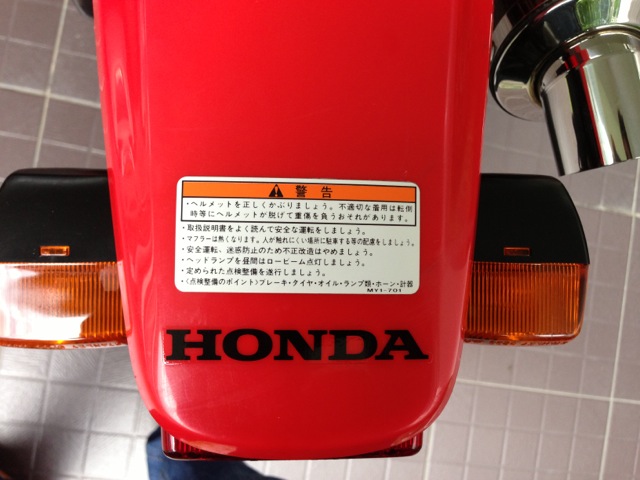 警告
・ヘルメットを正しくかぶりましょう。不適切な着用は転倒
時等にヘルメットが脱げて重傷を負うおそれがあります。
・取扱説明書をよく読んで安全な運転をしましょう。
・マフラーは熱くなります。人が触れにくい場所に駐車する等の配慮をしましょう。
・安全運転、迷惑防止のため不正改造はやめましょう。
・ヘッドランプを昼間はロービーム点灯しましょう。
・定められた点検整備を遂行しましょう。
・〈点検整備のポイント〉ブレーキ・タイヤ・オイル・ランプ類・ホーン・計器
MY1-701
HONDA